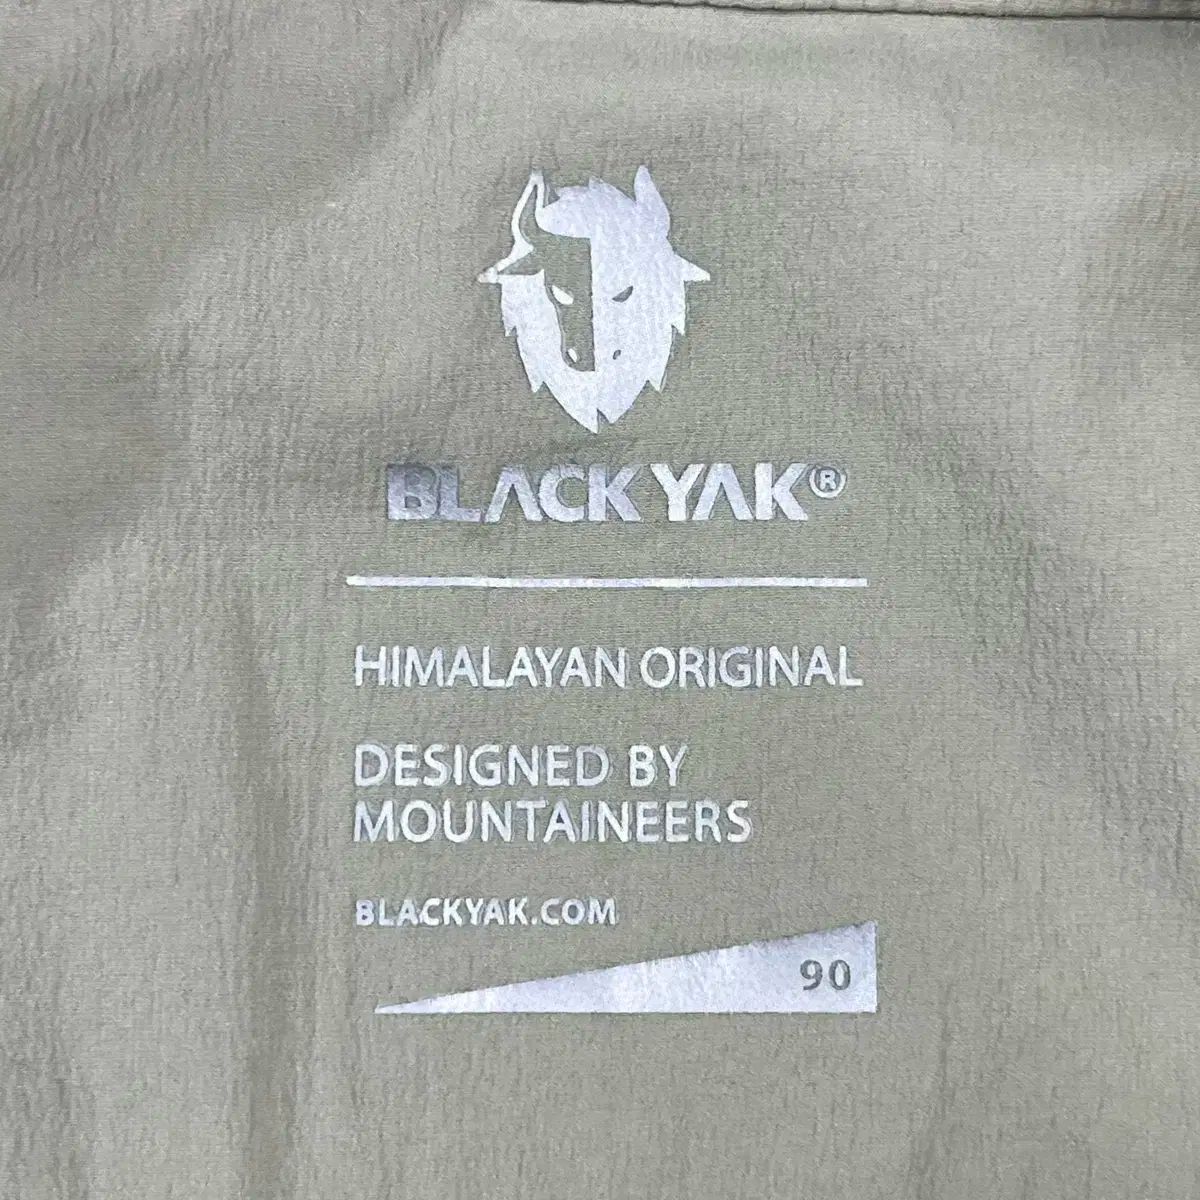 BLACKYAK®
HIMALAYAN ORIGINAL
DESIGNED BY
MOUNTAINEERS
BLACKYAK.COM
90